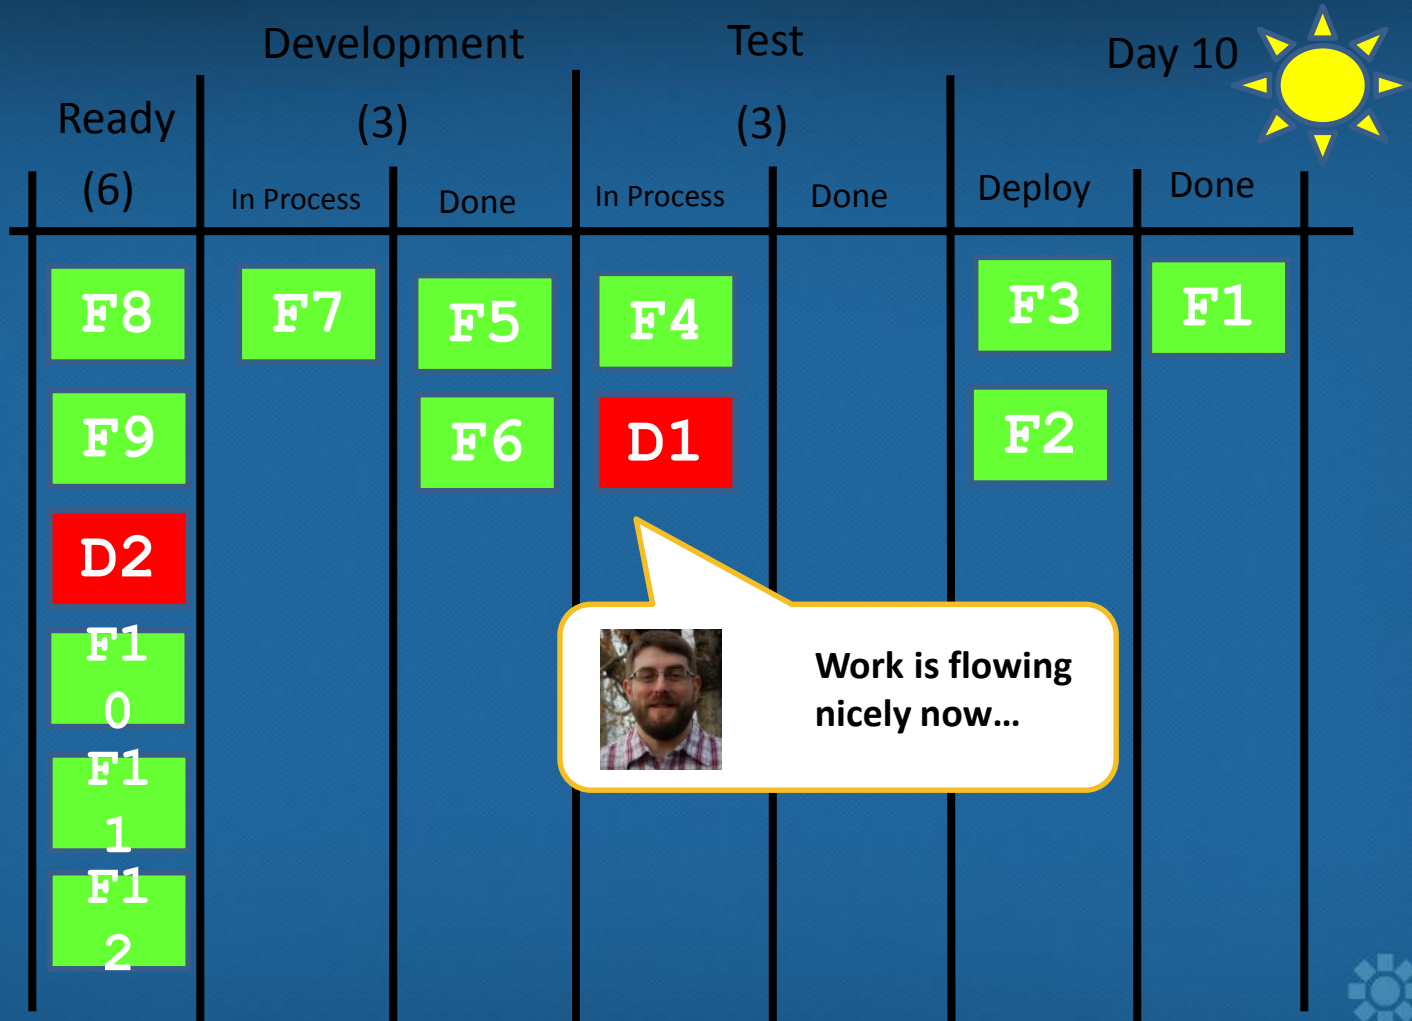 Development
Test
Day 10
Ready
(3)
(3)
(6)
In Process
Done
In Process
Done
Deploy
Done
F8
F7
F5
F4
F3
F1
F9
F6
D1
F2
D2
F1
0
F1
1
F1
2
Work is flowing
nicely now...